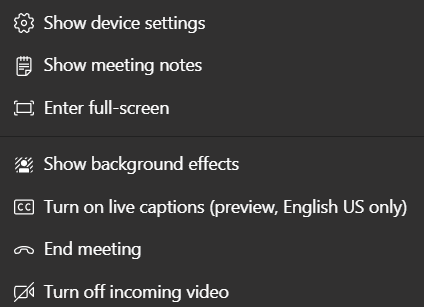 Show device settings
Show meeting notes
Enter full-screen
Show background effects
CC Turn on live captions (preview, English US only)
End meeting
Turn off incoming video